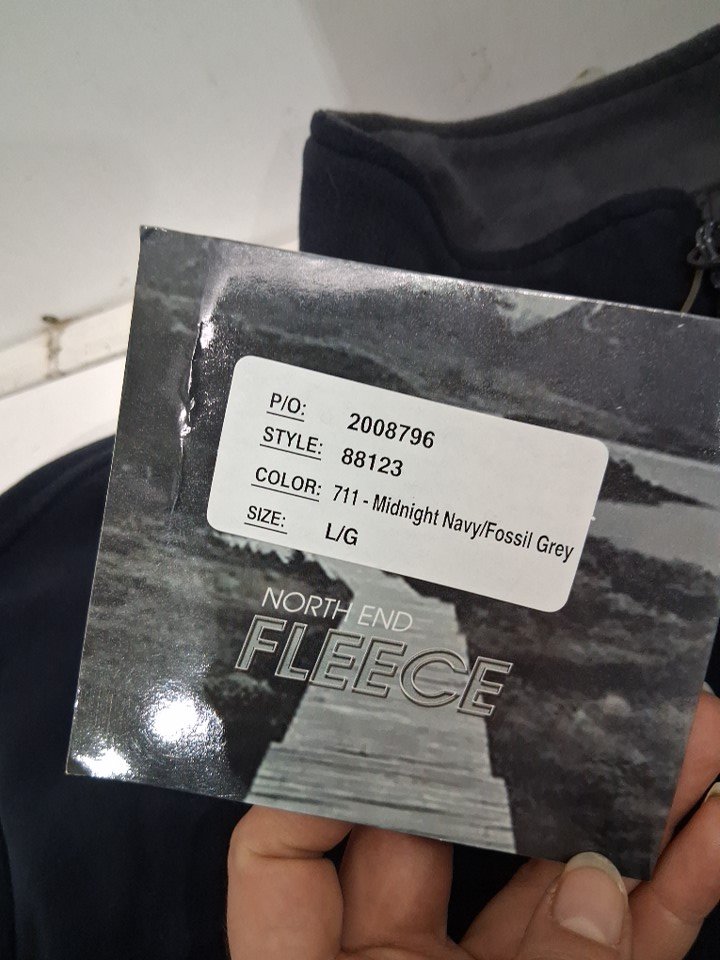 P/O: 2008796
STYLE: 88123
COLOR: 711 - Midnight Navy/Fossil Grey
SIZE: L/G
NORTH END
FLEECE